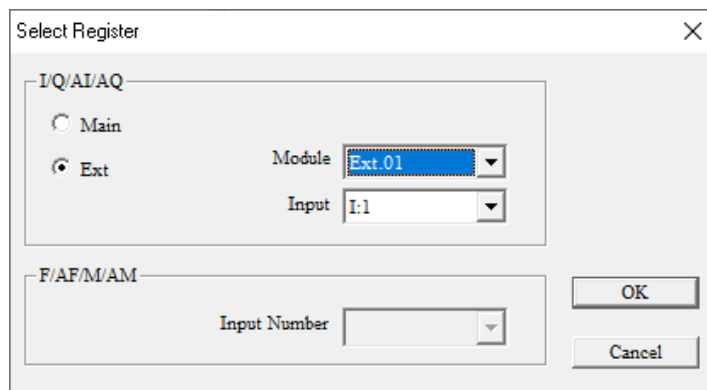 Select Register
I/Q/AI/AQ
Main
Ext
Module Ext.01
Input I:1
F/AF/M/AM
Input Number
OK
Cancel